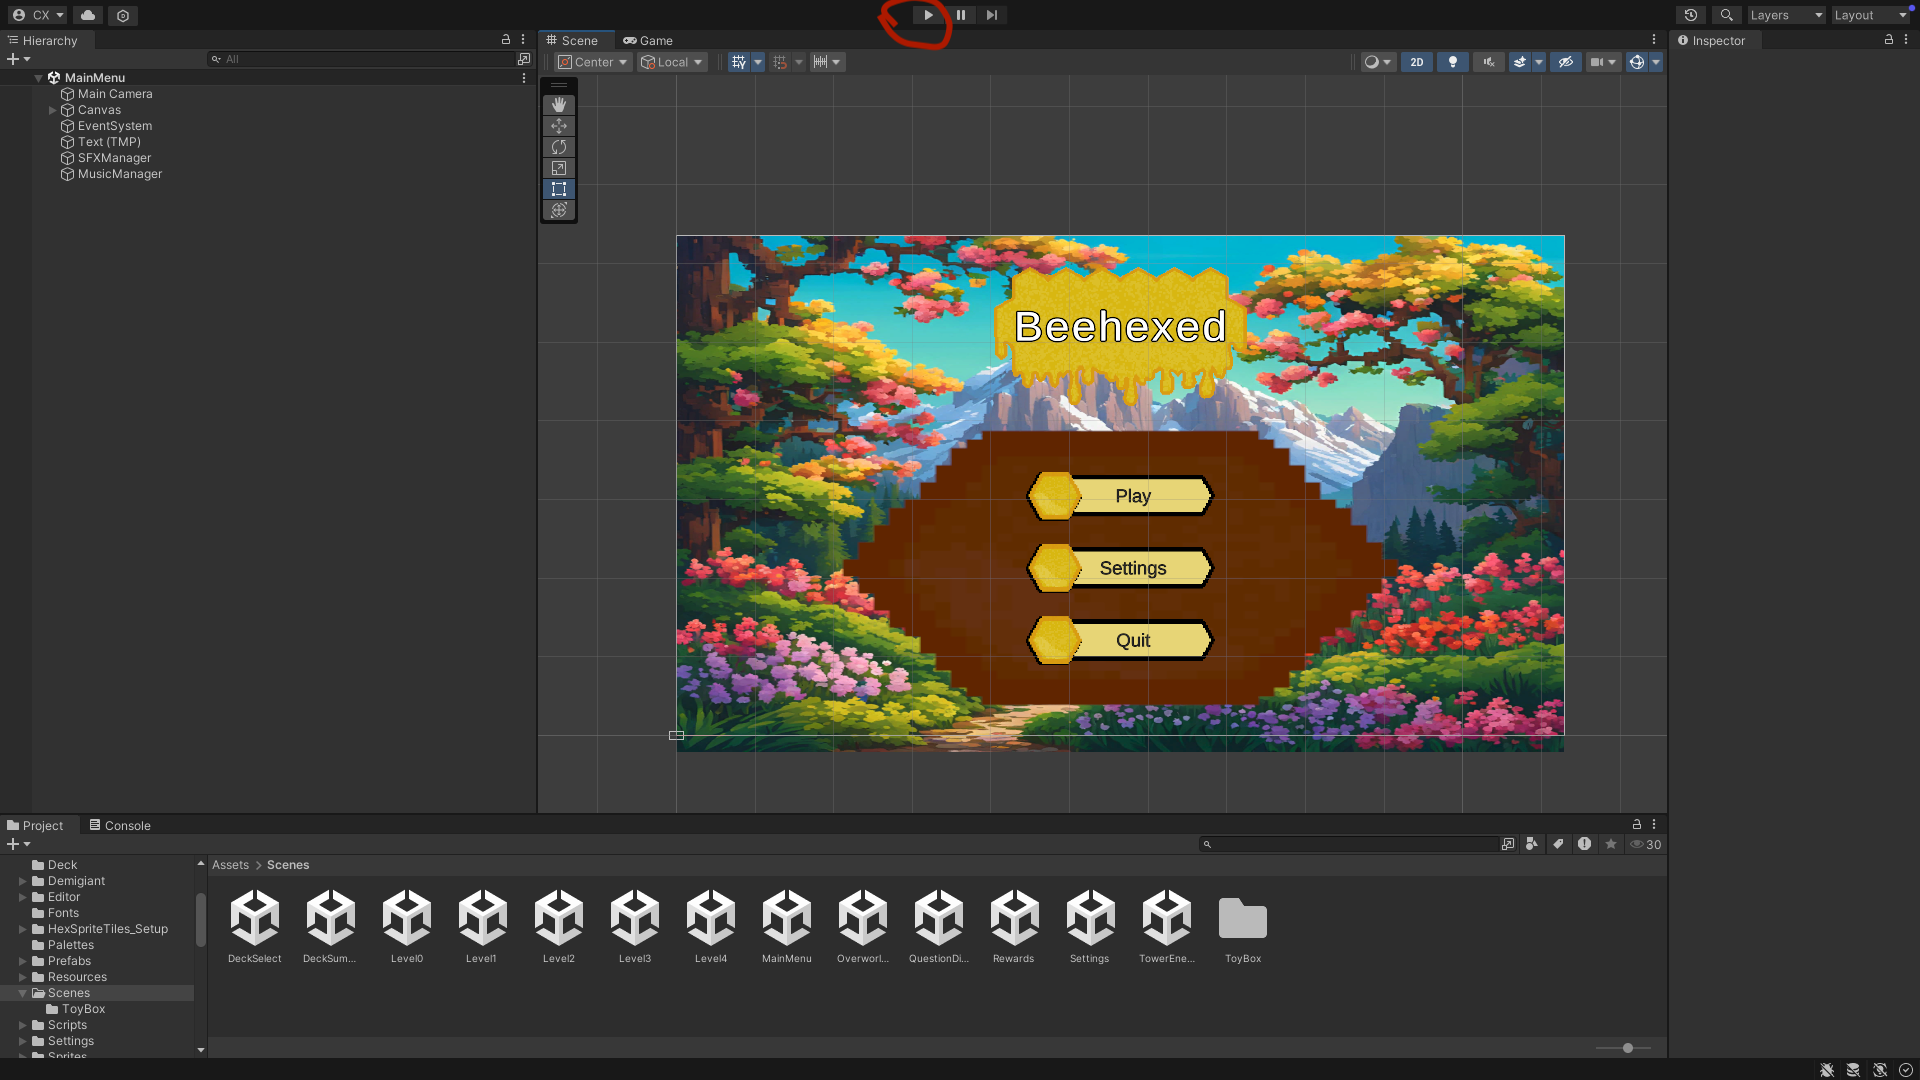 CX
Layers
Layout
Hierarchy
All
MainMenu
Main Camera
Canvas
EventSystem
Text (TMP)
SFXManager
MusicManager
Scene
Game
Center
Local
2D
Inspector
Beehexed
Play
Settings
Quit
Project
Console
30
Deck
Demigiant
Editor
Fonts
HexSpriteTiles_Setup
Palettes
Prefabs
Resources
Scenes
ToyBox
Scripts
Settings
Sprites
Assets > Scenes
DeckSelect
DeckSum...
Level0
Level1
Level2
Level3
Level4
MainMenu
Overworl...
QuestionDi...
Rewards
Settings
TowerEne...
ToyBox